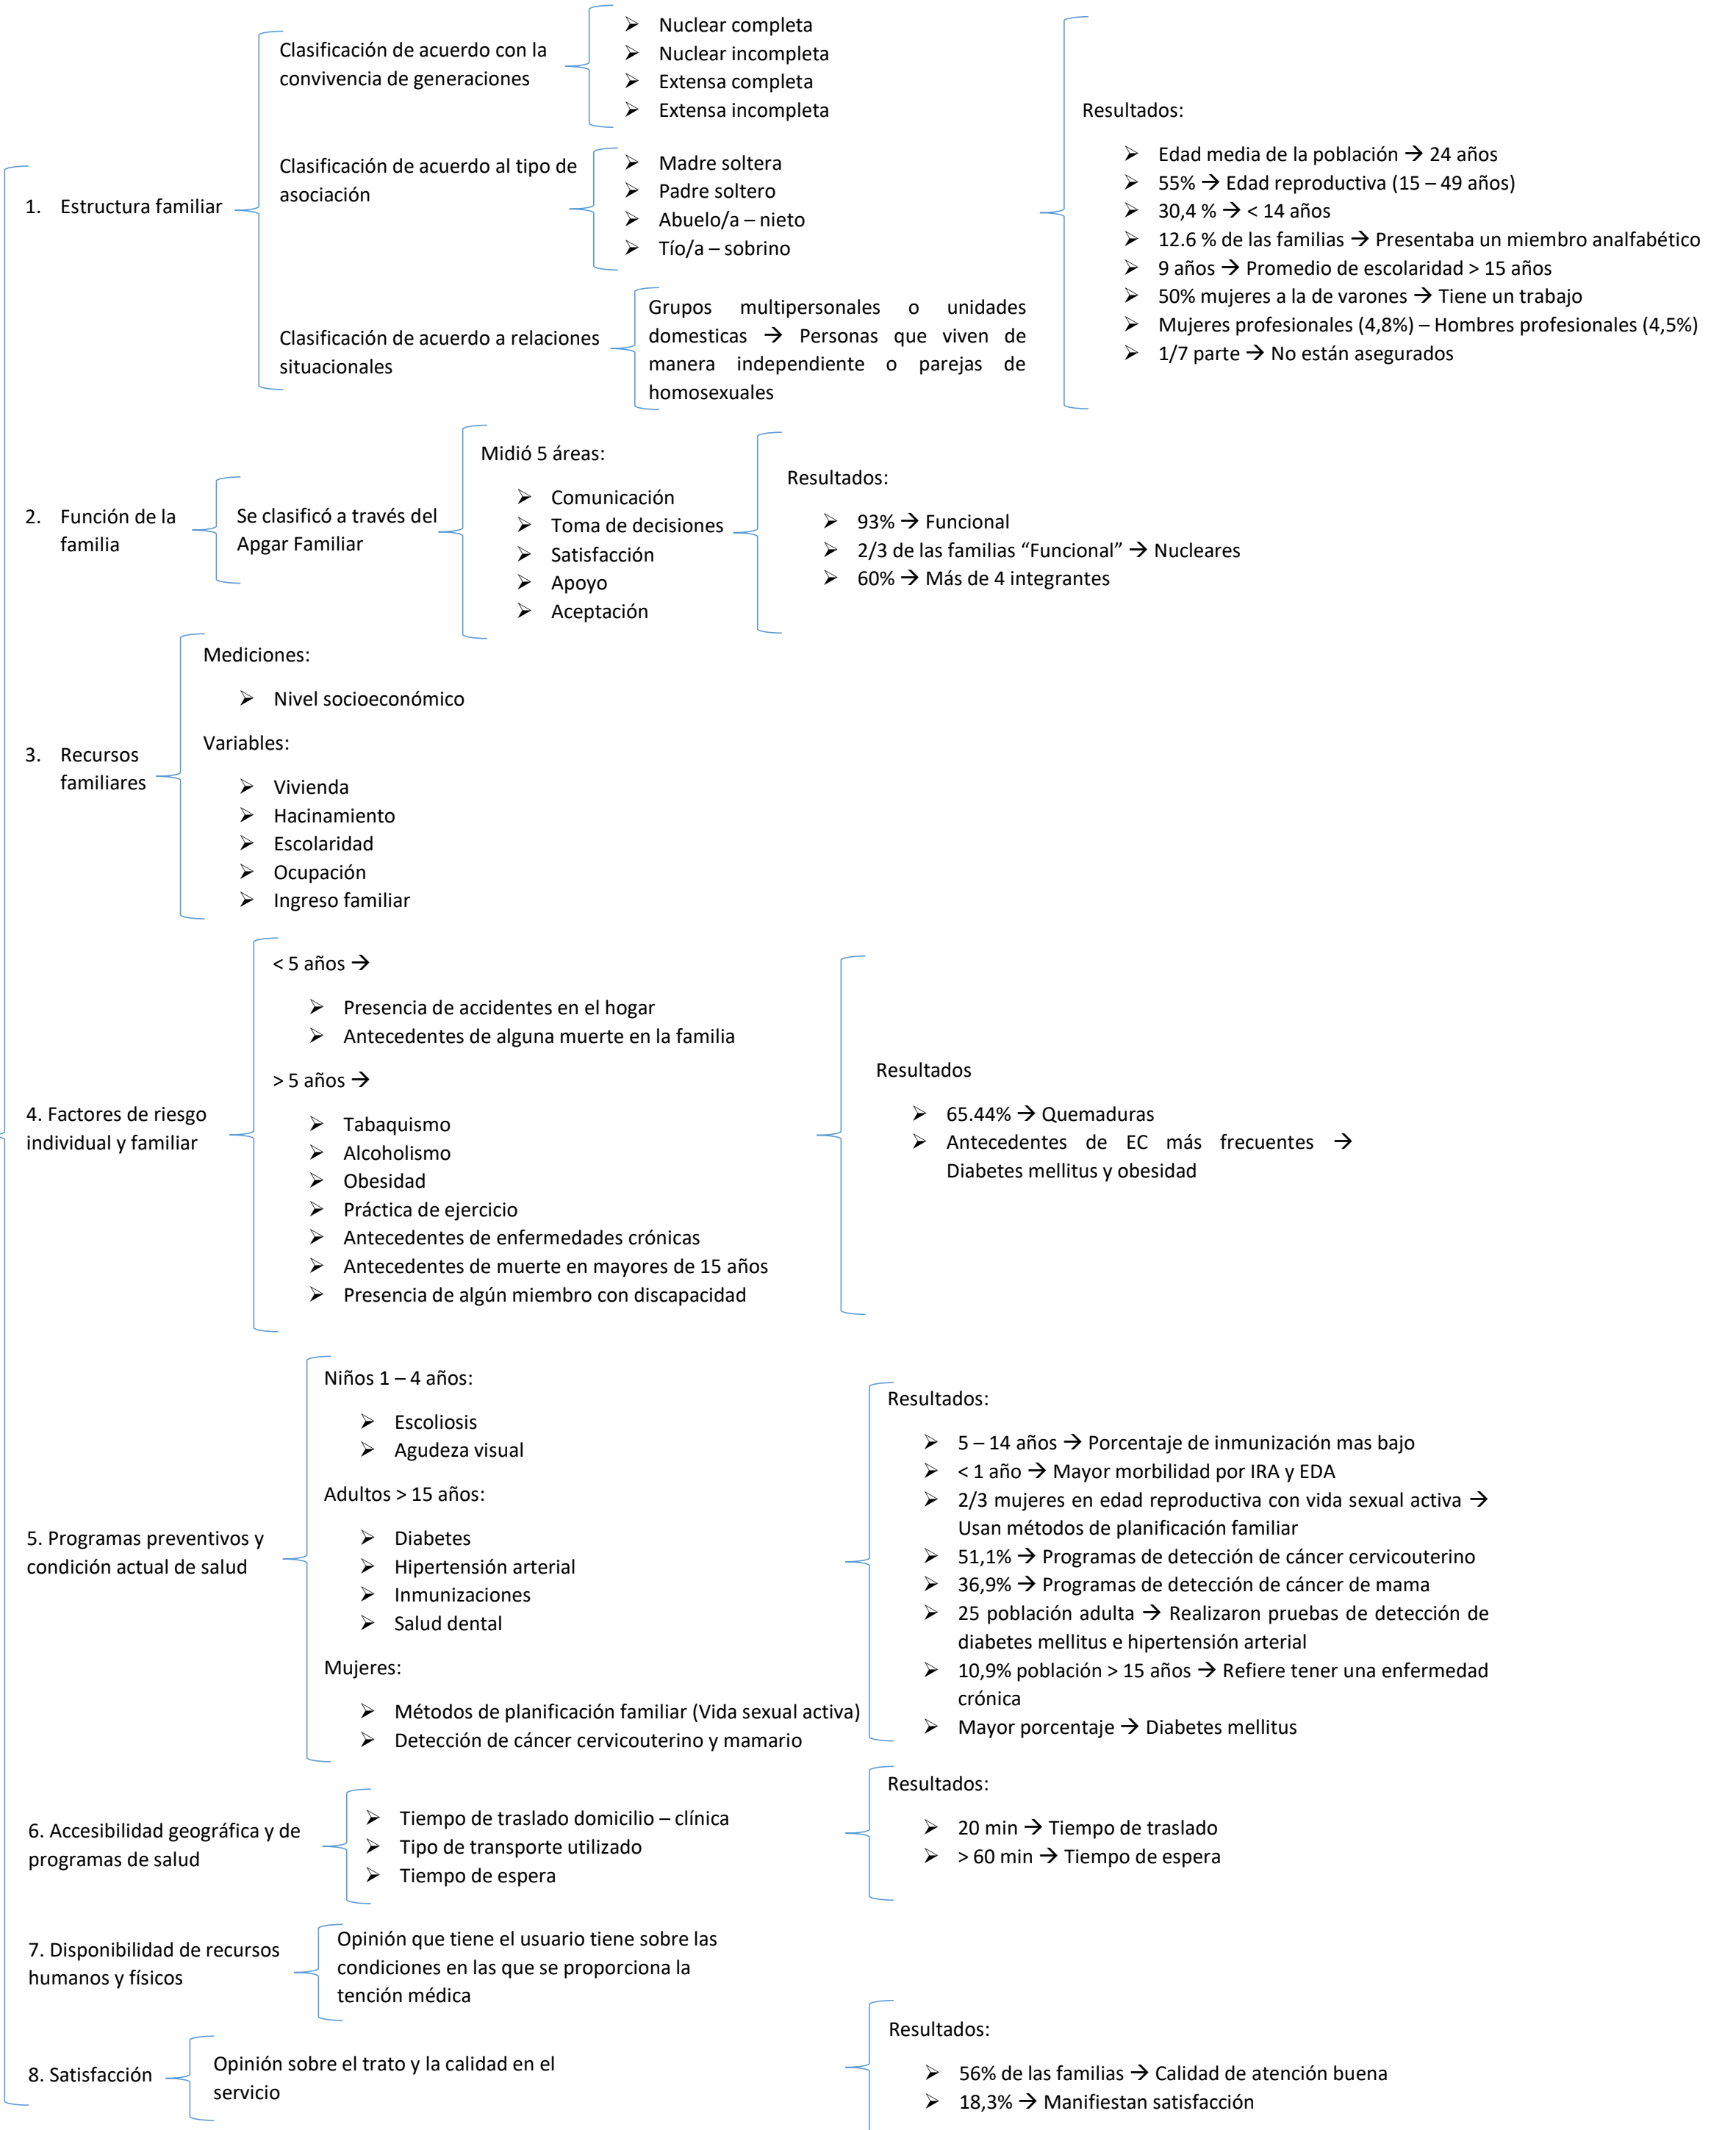 1. Estructura familiar
Clasificación de acuerdo con la
convivencia de generaciones
➢ Nuclear completa
➢ Nuclear incompleta
➢ Extensa completa
➢ Extensa incompleta
Clasificación de acuerdo al tipo de
asociación
➢ Madre soltera
➢ Padre soltero
➢ Abuelo/a – nieto
➢ Tío/a – sobrino
Clasificación de acuerdo a relaciones
situacionales
Grupos multipersonales o unidades
domesticas → Personas que viven de
manera independiente o parejas de
homosexuales
Resultados:
➢ Edad media de la población → 24 años
➢ 55% → Edad reproductiva (15 – 49 años)
➢ 30,4 % → < 14 años
➢ 12.6 % de las familias → Presentaba un miembro analfabético
➢ 9 años → Promedio de escolaridad > 15 años
➢ 50% mujeres a la de varones → Tiene un trabajo
➢ Mujeres profesionales (4,8%) – Hombres profesionales (4,5%)
➢ 1/7 parte → No están asegurados
2. Función de la
familia
Se clasificó a través del
Apgar Familiar
Midió 5 áreas:
➢ Comunicación
➢ Toma de decisiones
➢ Satisfacción
➢ Apoyo
➢ Aceptación
Resultados:
➢ 93% → Funcional
➢ 2/3 de las familias “Funcional” → Nucleares
➢ 60% → Más de 4 integrantes
3. Recursos
familiares
Mediciones:
➢ Nivel socioeconómico
Variables:
➢ Vivienda
➢ Hacinamiento
➢ Escolaridad
➢ Ocupación
➢ Ingreso familiar
4. Factores de riesgo
individual y familiar
< 5 años →
➢ Presencia de accidentes en el hogar
➢ Antecedentes de alguna muerte en la familia
> 5 años →
➢ Tabaquismo
➢ Alcoholismo
➢ Obesidad
➢ Práctica de ejercicio
➢ Antecedentes de enfermedades crónicas
➢ Antecedentes de muerte en mayores de 15 años
➢ Presencia de algún miembro con discapacidad
Resultados
➢ 65.44% → Quemaduras
➢ Antecedentes de EC más frecuentes →
Diabetes mellitus y obesidad
5. Programas preventivos y
condición actual de salud
Niños 1 – 4 años:
➢ Escoliosis
➢ Agudeza visual
Adultos > 15 años:
➢ Diabetes
➢ Hipertensión arterial
➢ Inmunizaciones
➢ Salud dental
Mujeres:
➢ Métodos de planificación familiar (Vida sexual activa)
➢ Detección de cáncer cervicouterino y mamario
Resultados:
➢ 5 – 14 años → Porcentaje de inmunización mas bajo
➢ < 1 año → Mayor morbilidad por IRA y EDA
➢ 2/3 mujeres en edad reproductiva con vida sexual activa →
Usan métodos de planificación familiar
➢ 51,1% → Programas de detección de cáncer cervicouterino
➢ 36,9% → Programas de detección de cáncer de mama
➢ 25 población adulta → Realizaron pruebas de detección de
diabetes mellitus e hipertensión arterial
➢ 10,9% población > 15 años → Refiere tener una enfermedad
crónica
➢ Mayor porcentaje → Diabetes mellitus
6. Accesibilidad geográfica y de
programas de salud
➢ Tiempo de traslado domicilio – clínica
➢ Tipo de transporte utilizado
➢ Tiempo de espera
Resultados:
➢ 20 min → Tiempo de traslado
➢ > 60 min → Tiempo de espera
7. Disponibilidad de recursos
humanos y físicos
Opinión que tiene el usuario tiene sobre las
condiciones en las que se proporciona la
tención médica
8. Satisfacción
Opinión sobre el trato y la calidad en el
servicio
Resultados:
➢ 56% de las familias → Calidad de atención buena
➢ 18,3% → Manifiestan satisfacción